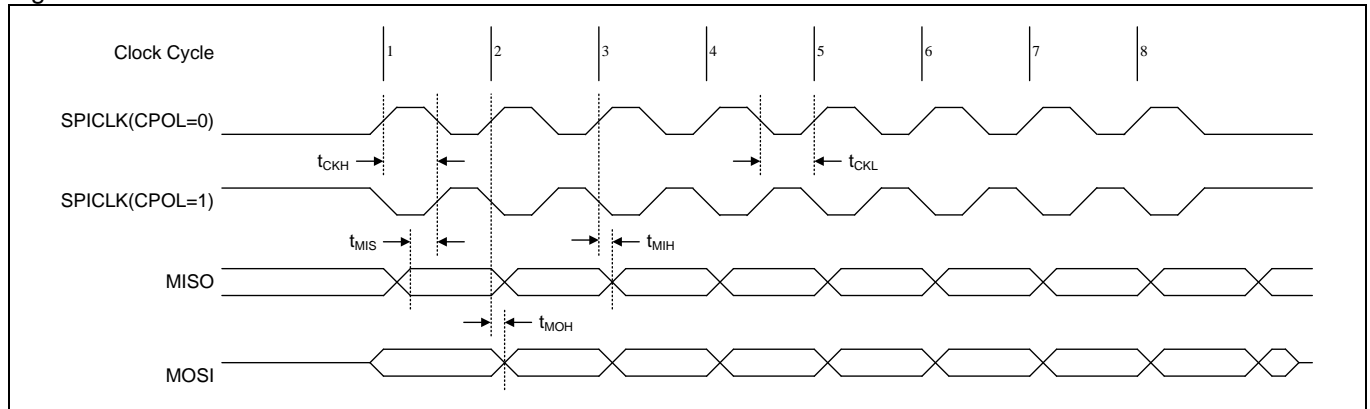 Clock Cycle 1 2 3 4 5 6 7 8
SPICLK(CPOL=0)
tCKH tCKL
SPICLK(CPOL=1)
tMIS tMIH
MISO
tMOH
MOSI